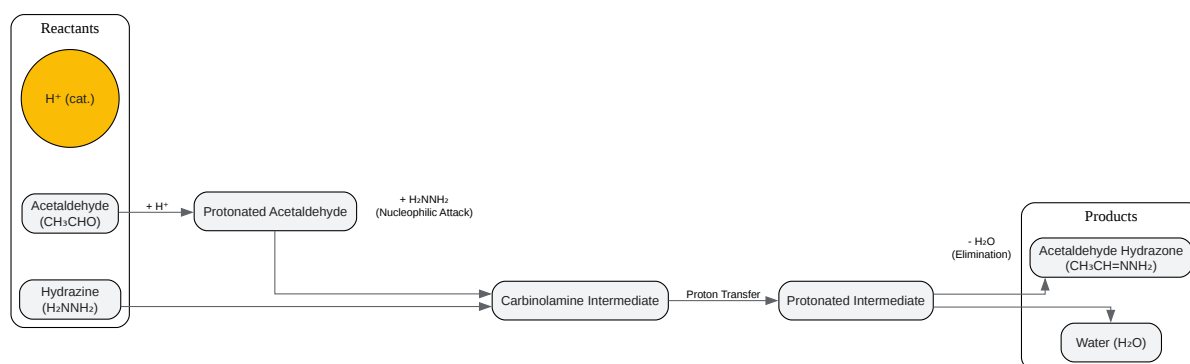 Reactants
H⁺ (cat.)
Acetaldehyde
(CH₃CHO)
+ H⁺
Protonated Acetaldehyde
+ H₂NNH₂
(Nucleophilic Attack)
Hydrazine
(H₂NNH₂)
Carbinolamine Intermediate
Proton Transfer
Protonated Intermediate
- H₂O
(Elimination)
Products
Acetaldehyde Hydrazone
(CH₃CH=NNH₂)
Water (H₂O)